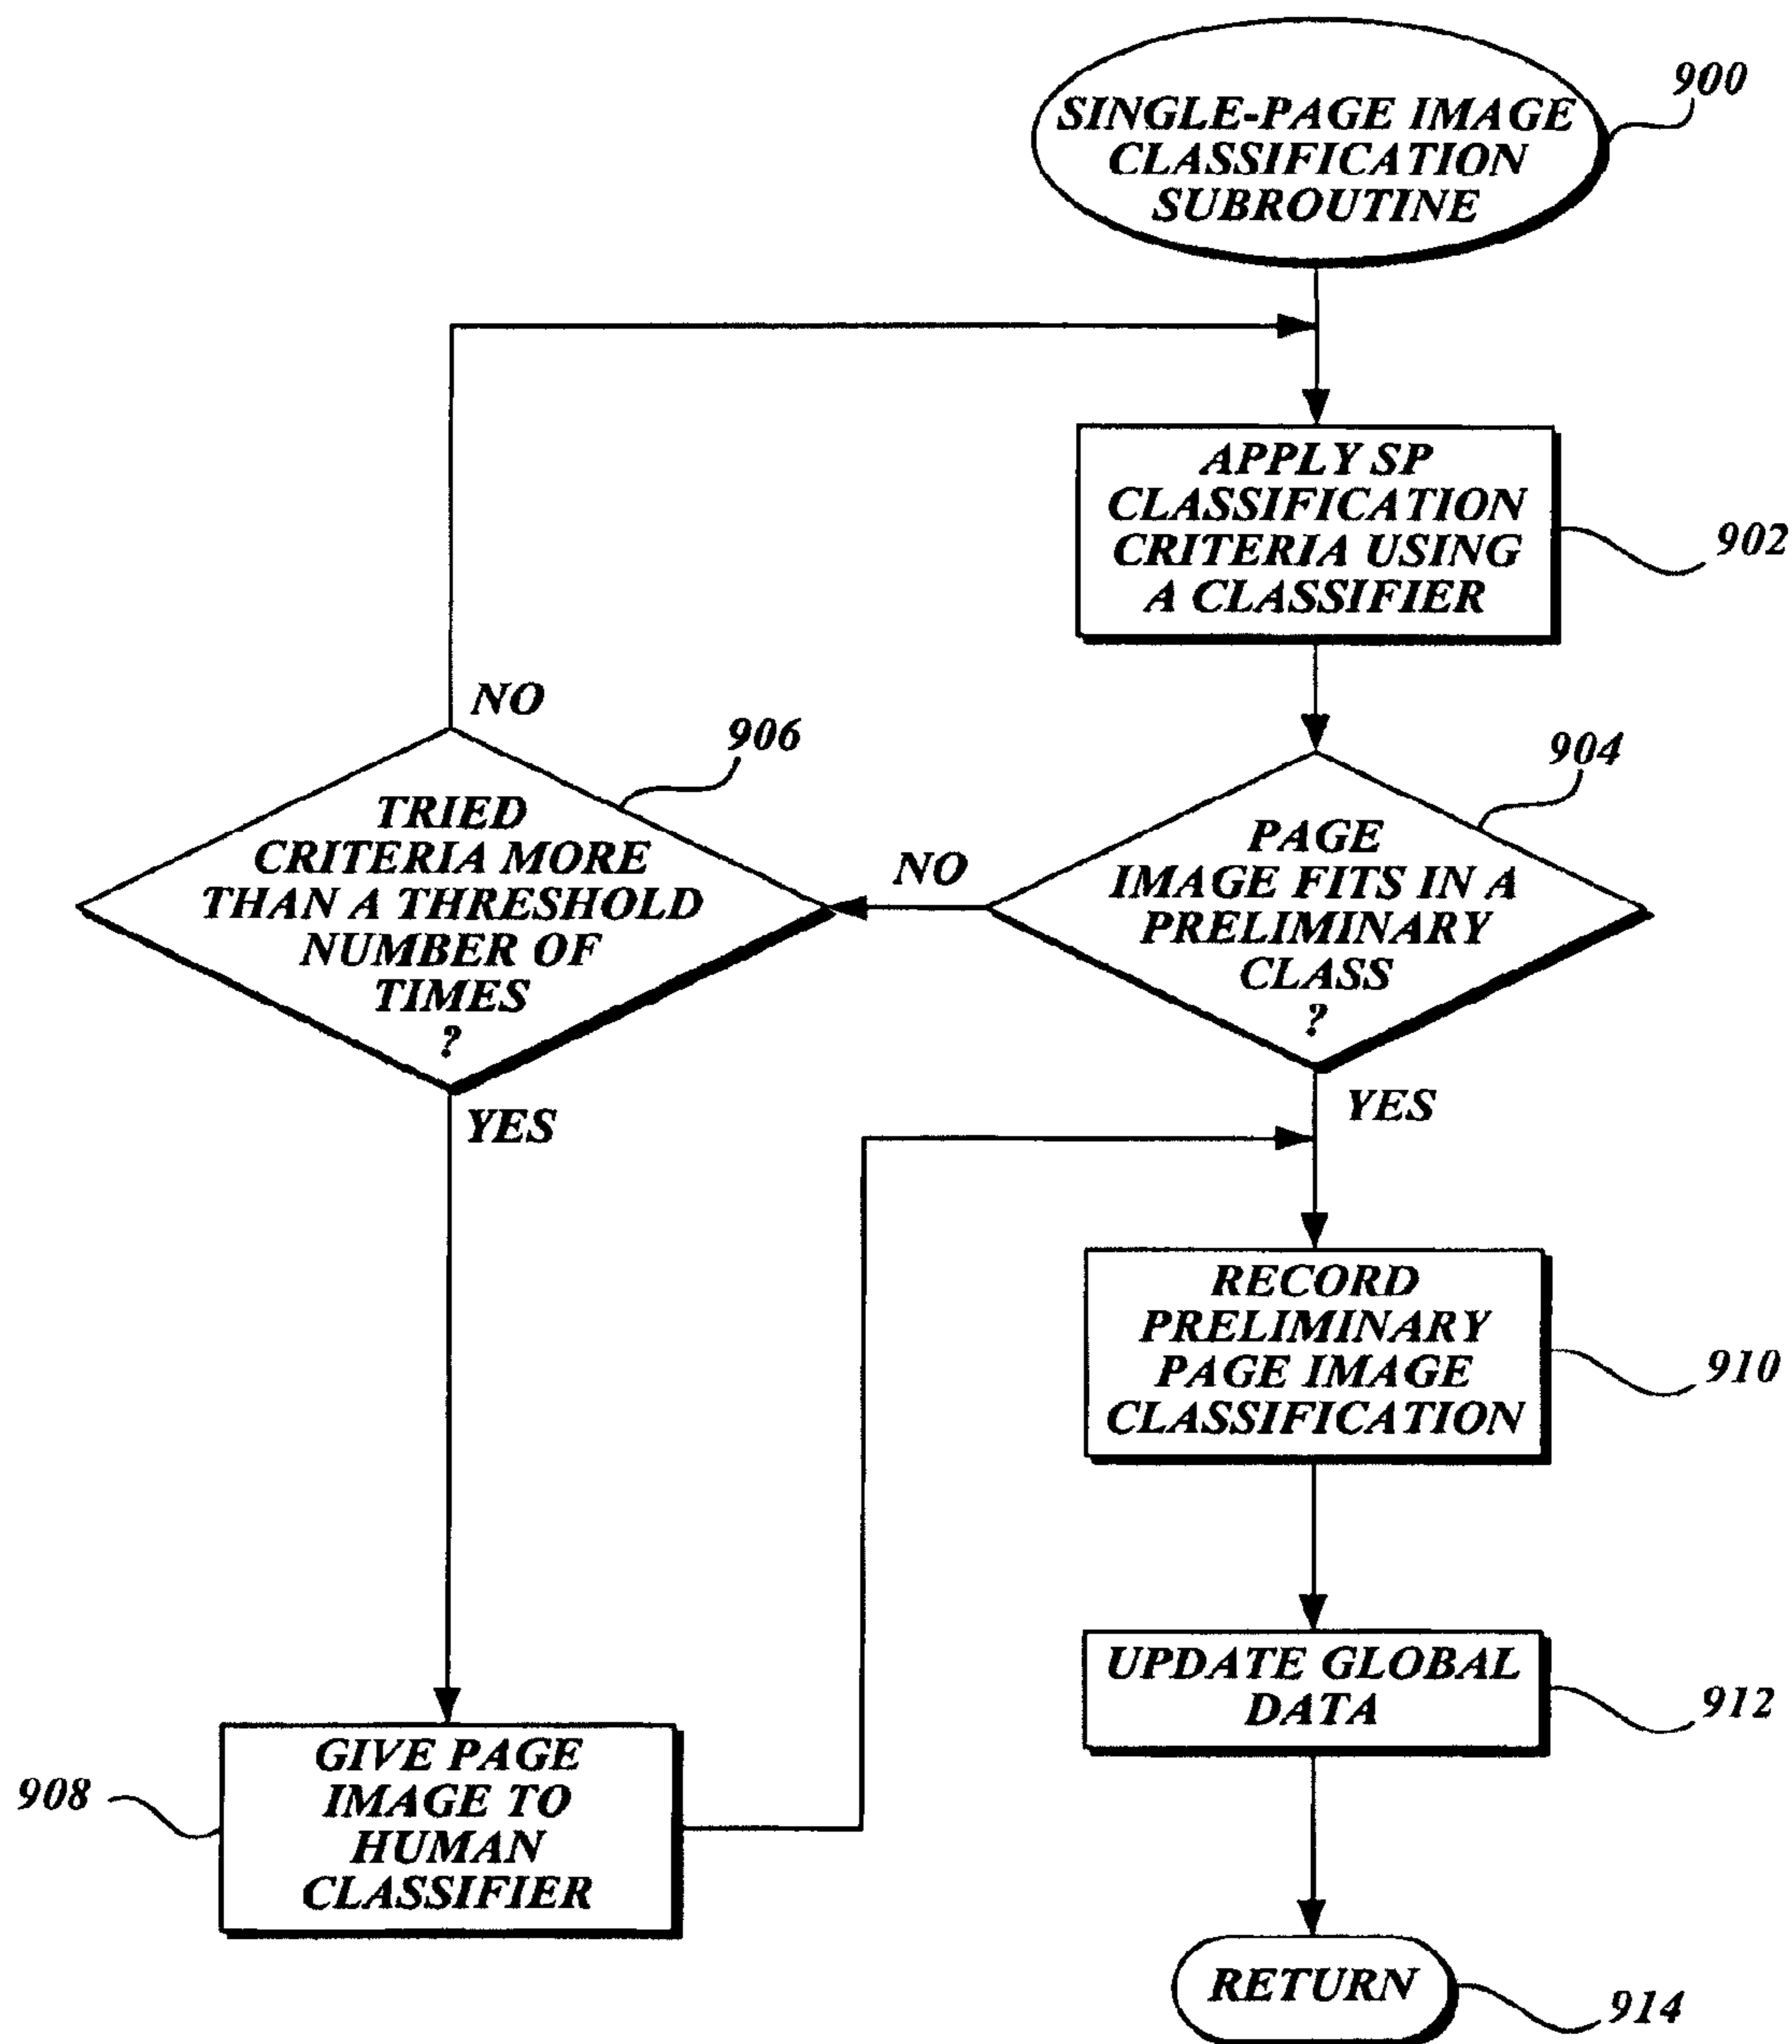 SINGLE-PAGE IMAGE
CLASSIFICATION
SUBROUTINE
900
APPLY SP
CLASSIFICATION
CRITERIA USING
A CLASSIFIER
902
NO
906
TRIED
CRITERIA MORE
THAN A THRESHOLD
NUMBER OF
TIMES
?
YES
NO
904
PAGE
IMAGE FITS IN A
PRELIMINARY
CLASS
?
YES
RECORD
PRELIMINARY
PAGE IMAGE
CLASSIFICATION
910
UPDATE GLOBAL
DATA
912
908
GIVE PAGE
IMAGE TO
HUMAN
CLASSIFIER
RETURN
914